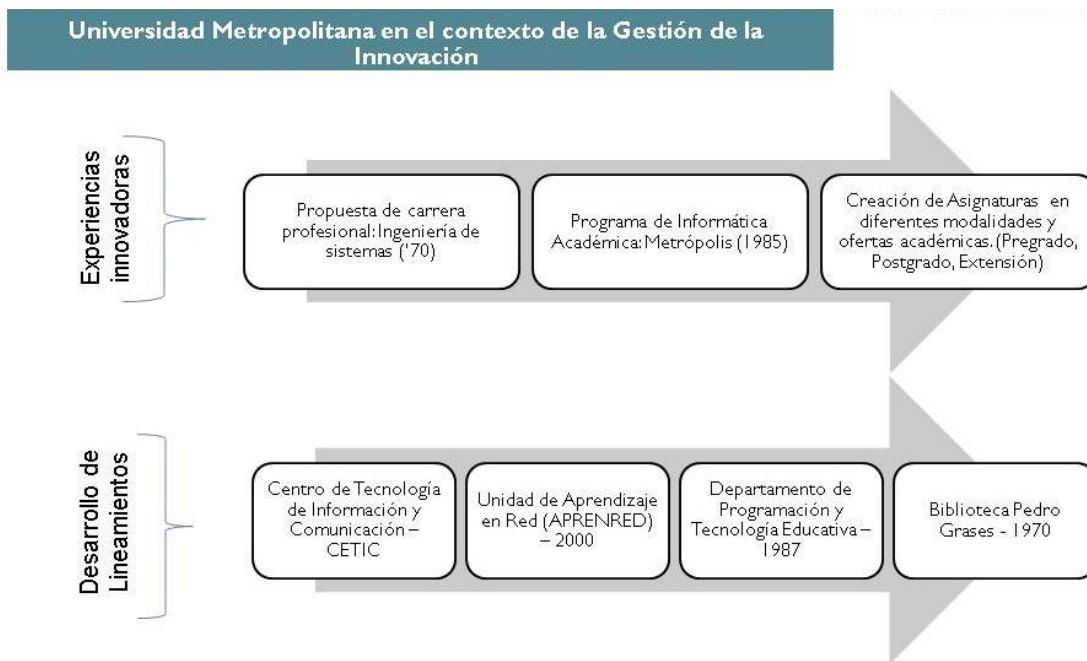 Universidad Metropolitana en el contexto de la Gestión de la
Innovación
Experiencias
innovadoras
Propuesta de carrera
profesional: Ingeniería de
sistemas ('70)
Programa de Informática
Académica: Metrópolis (1985)
Creación de Asignaturas en
diferentes modalidades y
ofertas académicas. (Pregrado,
Postgrado, Extensión)
Desarrollo de
Lineamientos
Centro de Tecnología
de Información y
Comunicación –
CETIC
Unidad de Aprendizaje
en Red (APRENRED)
– 2000
Departamento de
Programación y
Tecnología Educativa –
1987
Biblioteca Pedro
Grases - 1970